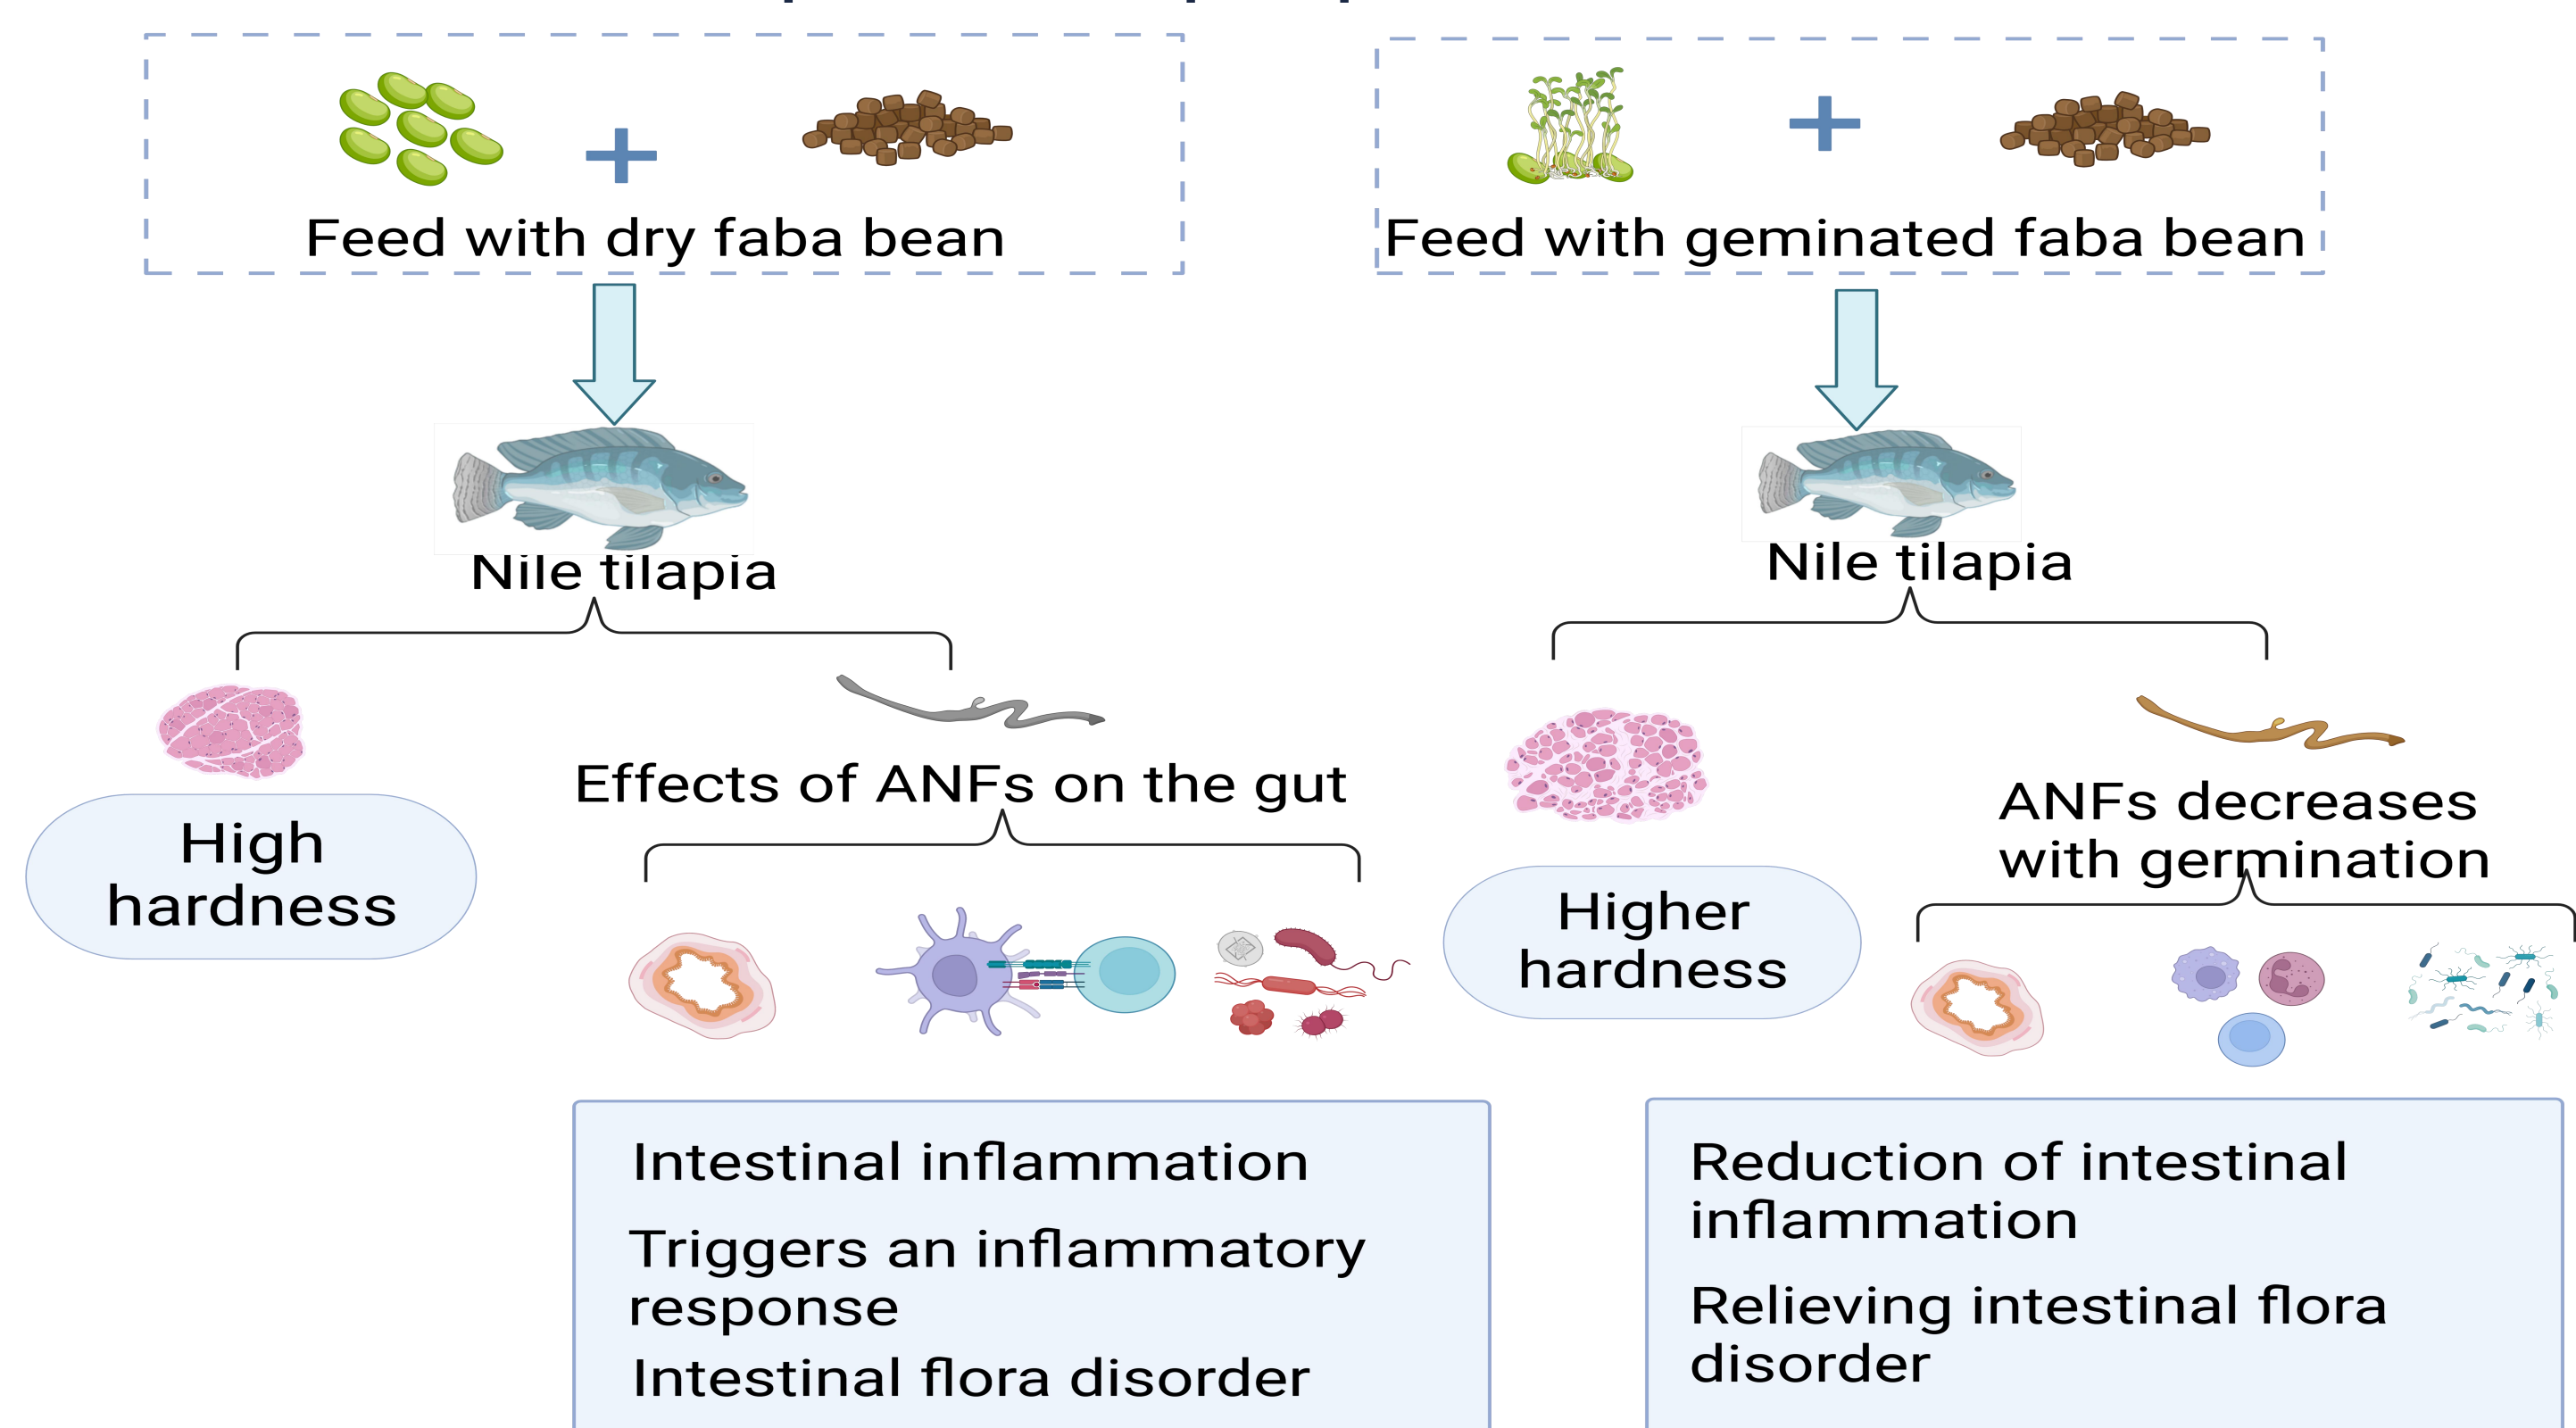 Feed with dry faba bean
Nile tilapia
High
hardness
Effects of ANFs on the gut
Intestinal inflammation
Triggers an inflammatory
response
Intestinal flora disorder
Feed with geminated faba bean
Nile tilapia
Higher
hardness
ANFs decreases
with germination
Reduction of intestinal
inflammation
Relieving intestinal flora
disorder